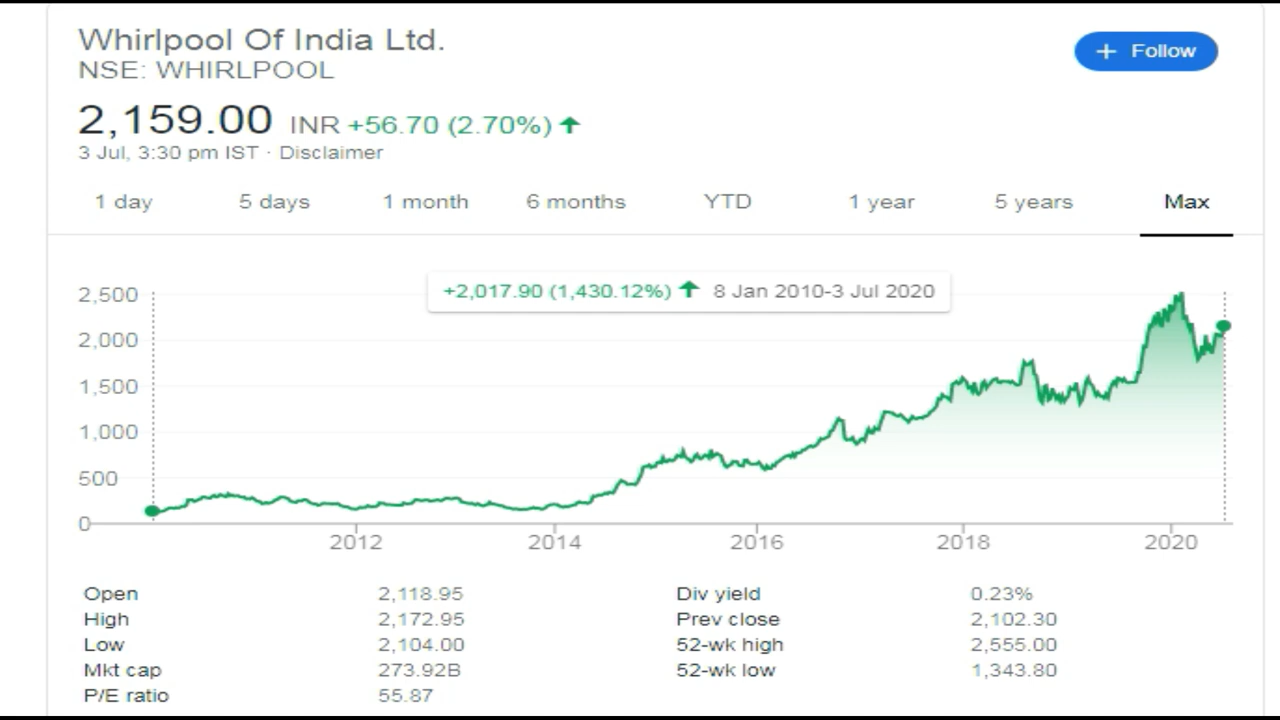 Whirlpool Of India Ltd.
NSE: WHIRLPOOL
+ Follow
2,159.00 INR +56.70 (2.70%) ↑
3 Jul, 3:30 pm IST · Disclaimer
1 day 5 days 1 month 6 months YTD 1 year 5 years Max
+2,017.90 (1,430.12%) ↑ 8 Jan 2010-3 Jul 2020
2,500
2,000
1,500
1,000
500
0
2012 2014 2016 2018 2020
Open 2,118.95 Div yield 0.23%
High 2,172.95 Prev close 2,102.30
Low 2,104.00 52-wk high 2,555.00
Mkt cap 273.92B 52-wk low 1,343.80
P/E ratio 55.87